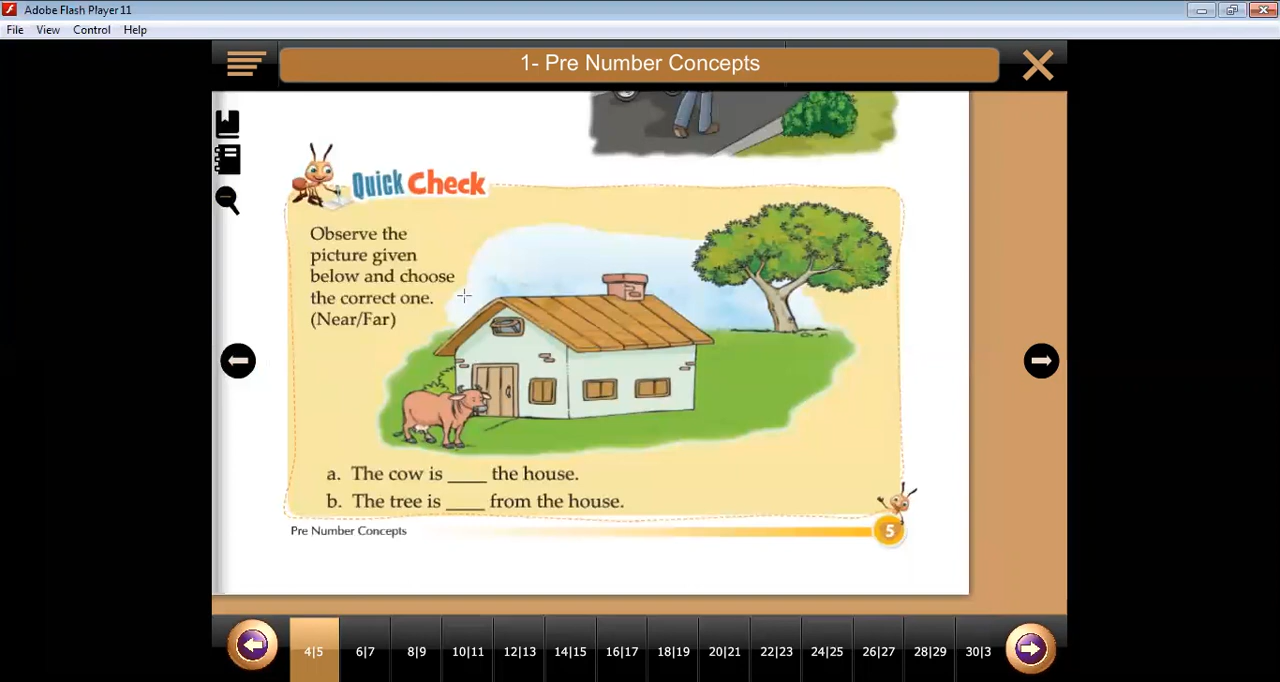 Adobe Flash Player 11
File View Control Help
1- Pre Number Concepts
Quick Check
Observe the
picture given
below and choose
the correct one.
(Near/Far)
a. The cow is ____ the house.
b. The tree is ____ from the house.
Pre Number Concepts
5
4|5 6|7 8|9 10|11 12|13 14|15 16|17 18|19 20|21 22|23 24|25 26|27 28|29 30|3